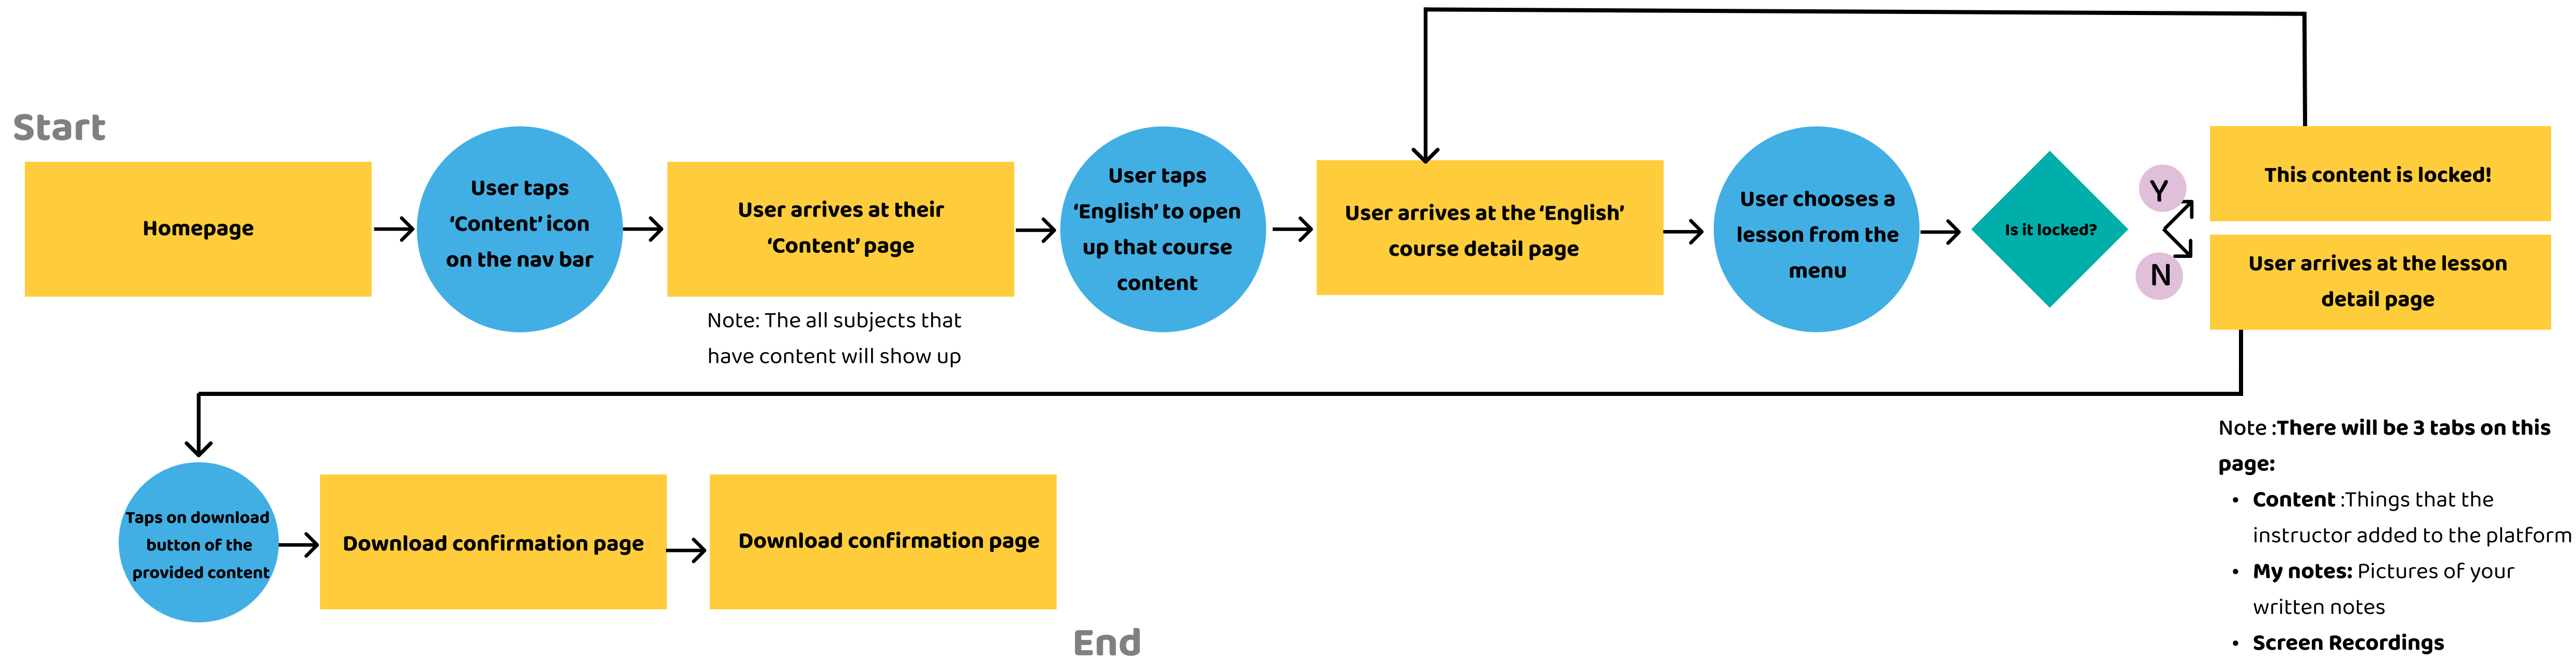 Start
Homepage
User taps
‘Content’ icon
on the nav bar
User arrives at their
‘Content’ page
Note: The all subjects that
have content will show up
User taps
‘English’ to open
up that course
content
User arrives at the ‘English’
course detail page
User chooses a
lesson from the
menu
Is it locked?
Y
N
This content is locked!
User arrives at the lesson
detail page
Note :There will be 3 tabs on this
page:
• Content :Things that the
instructor added to the platform
• My notes: Pictures of your
written notes
• Screen Recordings
Taps on download
button of the
provided content
Download confirmation page
Download confirmation page
End